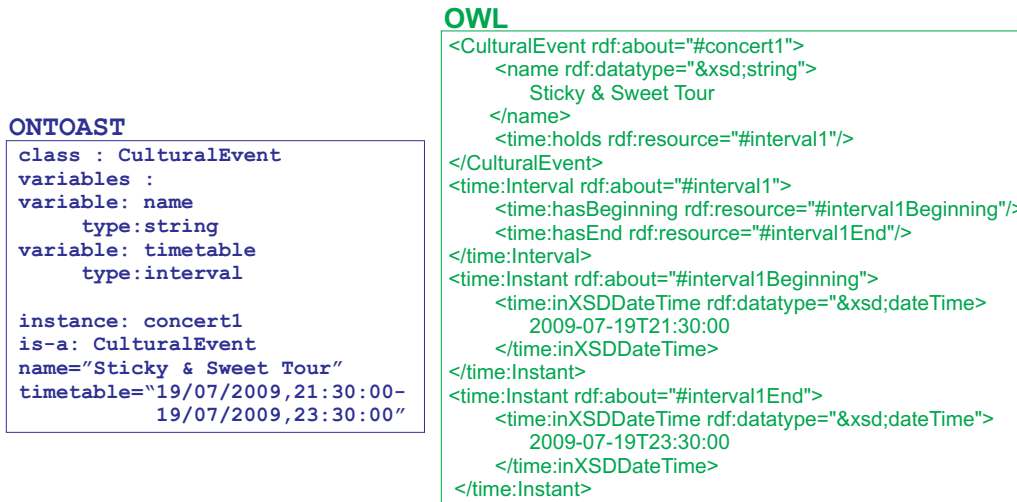 ONTOAST
class : CulturalEvent
variables :
variable: name
type:string
variable: timetable
type:interval
instance: concert1
is-a: CulturalEvent
name=”Sticky & Sweet Tour”
timetable=“19/07/2009,21:30:00-
19/07/2009,23:30:00”
OWL
<CulturalEvent rdf:about="#concert1">
<name rdf:datatype="&xsd;string">
Sticky & Sweet Tour
</name>
<time:holds rdf:resource="#interval1"/>
</CulturalEvent>
<time:Interval rdf:about="#interval1">
<time:hasBeginning rdf:resource="#interval1Beginning"/>
<time:hasEnd rdf:resource="#interval1End"/>
</time:Interval>
<time:Instant rdf:about="#interval1Beginning">
<time:inXSDDateTime rdf:datatype="&xsd;dateTime>
2009-07-19T21:30:00
</time:inXSDDateTime>
</time:Instant>
<time:Instant rdf:about="#interval1End">
<time:inXSDDateTime rdf:datatype="&xsd;dateTime">
2009-07-19T23:30:00
</time:inXSDDateTime>
</time:Instant>